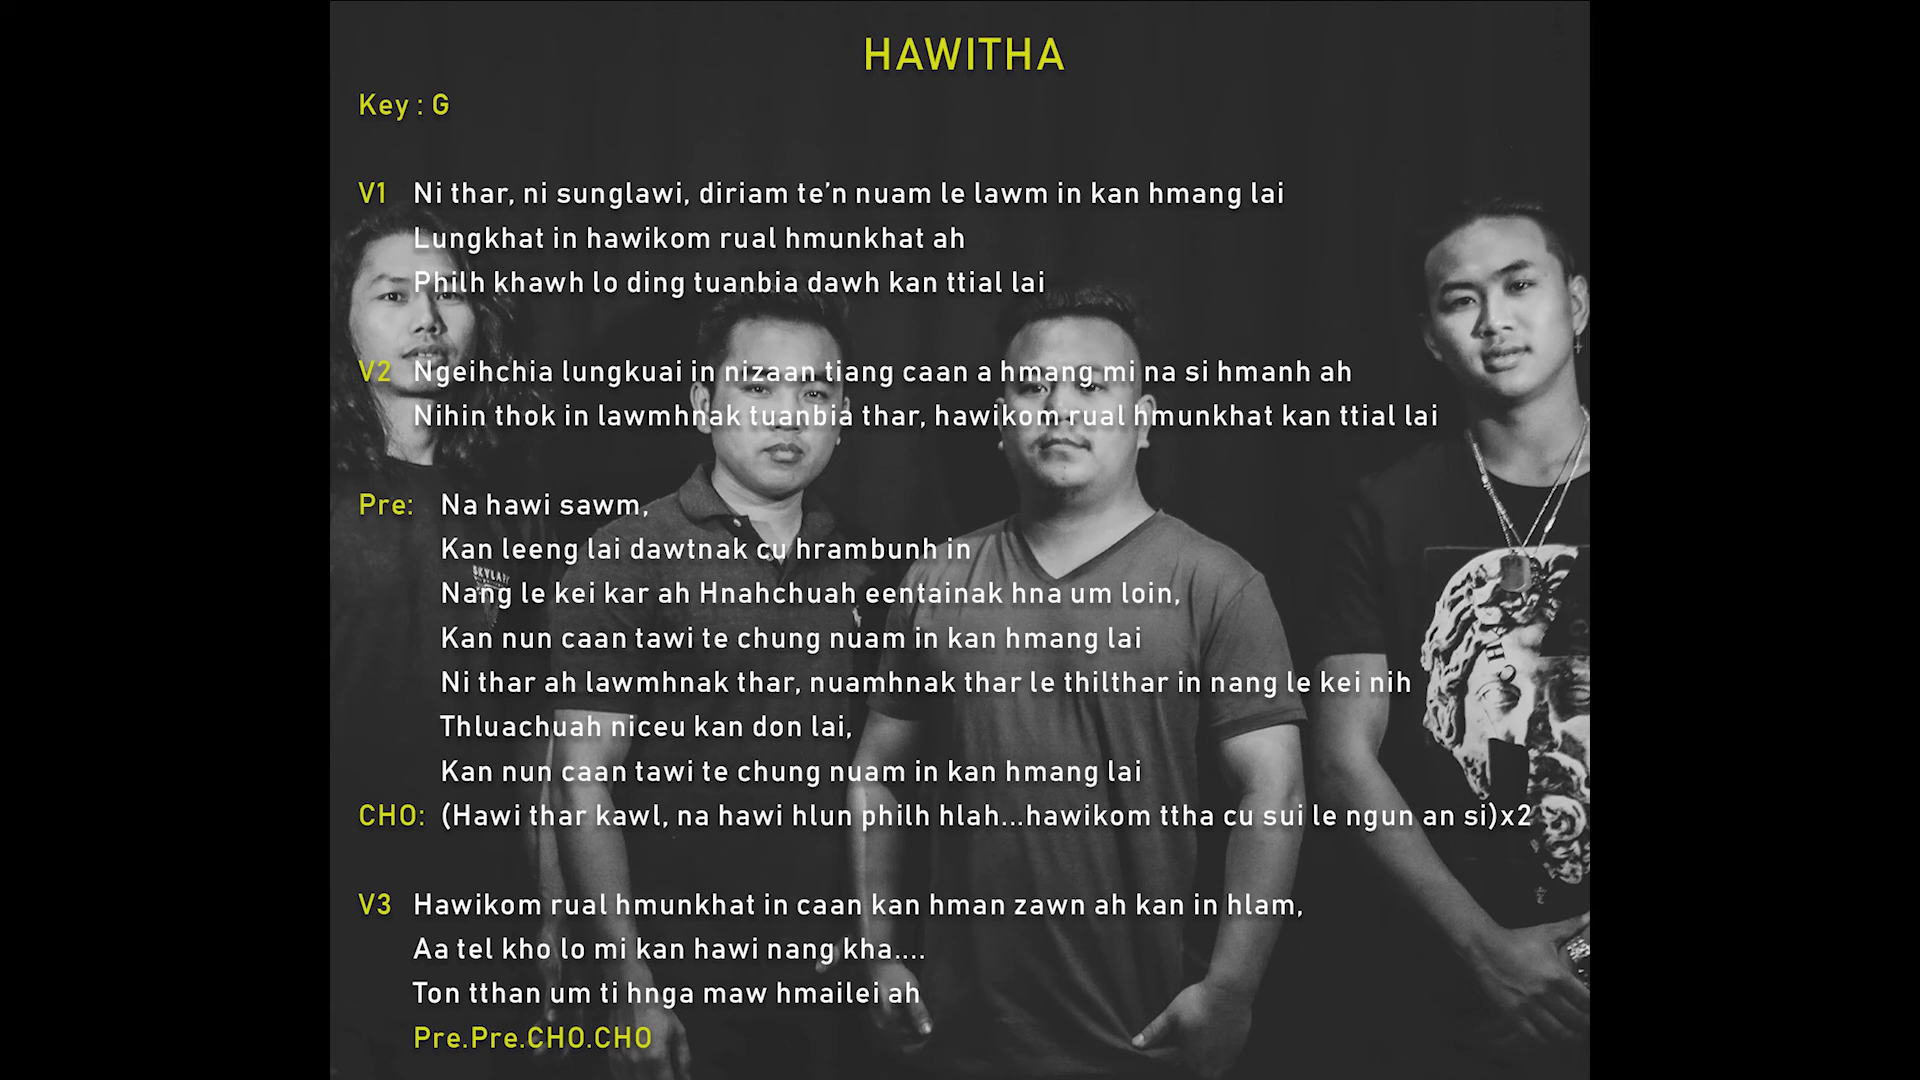 HAWITHA
Key : G
V1 Ni thar, ni sunglawi, diriam te’n nuam le lawm in kan hmang lai
Lungkhat in hawikom rual hmunkhat ah
Philh khawh lo ding tuanbia dawh kan ttial lai
V2 Ngeihchia lungkuai in nizaan tiang caan a hmang mi na si hmanh ah
Nihin thok in lawmhnak tuanbia thar, hawikom rual hmunkhat kan ttial lai
Pre: Na hawi sawm,
Kan leeng lai dawtnak cu hrambunh in
Nang le kei kar ah Hnahchuah eentainak hna um loin,
Kan nun caan tawi te chung nuam in kan hmang lai
Ni thar ah lawmhnak thar, nuamhnak thar le thilthar in nang le kei nih
Thluachuah niceu kan don lai,
Kan nun caan tawi te chung nuam in kan hmang lai
CHO: (Hawi thar kawl, na hawi hlun philh hlah...hawikom ttha cu sui le ngun an si)x2
V3 Hawikom rual hmunkhat in caan kan hman zawn ah kan in hlam,
Aa tel kho lo mi kan hawi nang kha....
Ton tthan um ti hnga maw hmailei ah
Pre.Pre.CHO.CHO